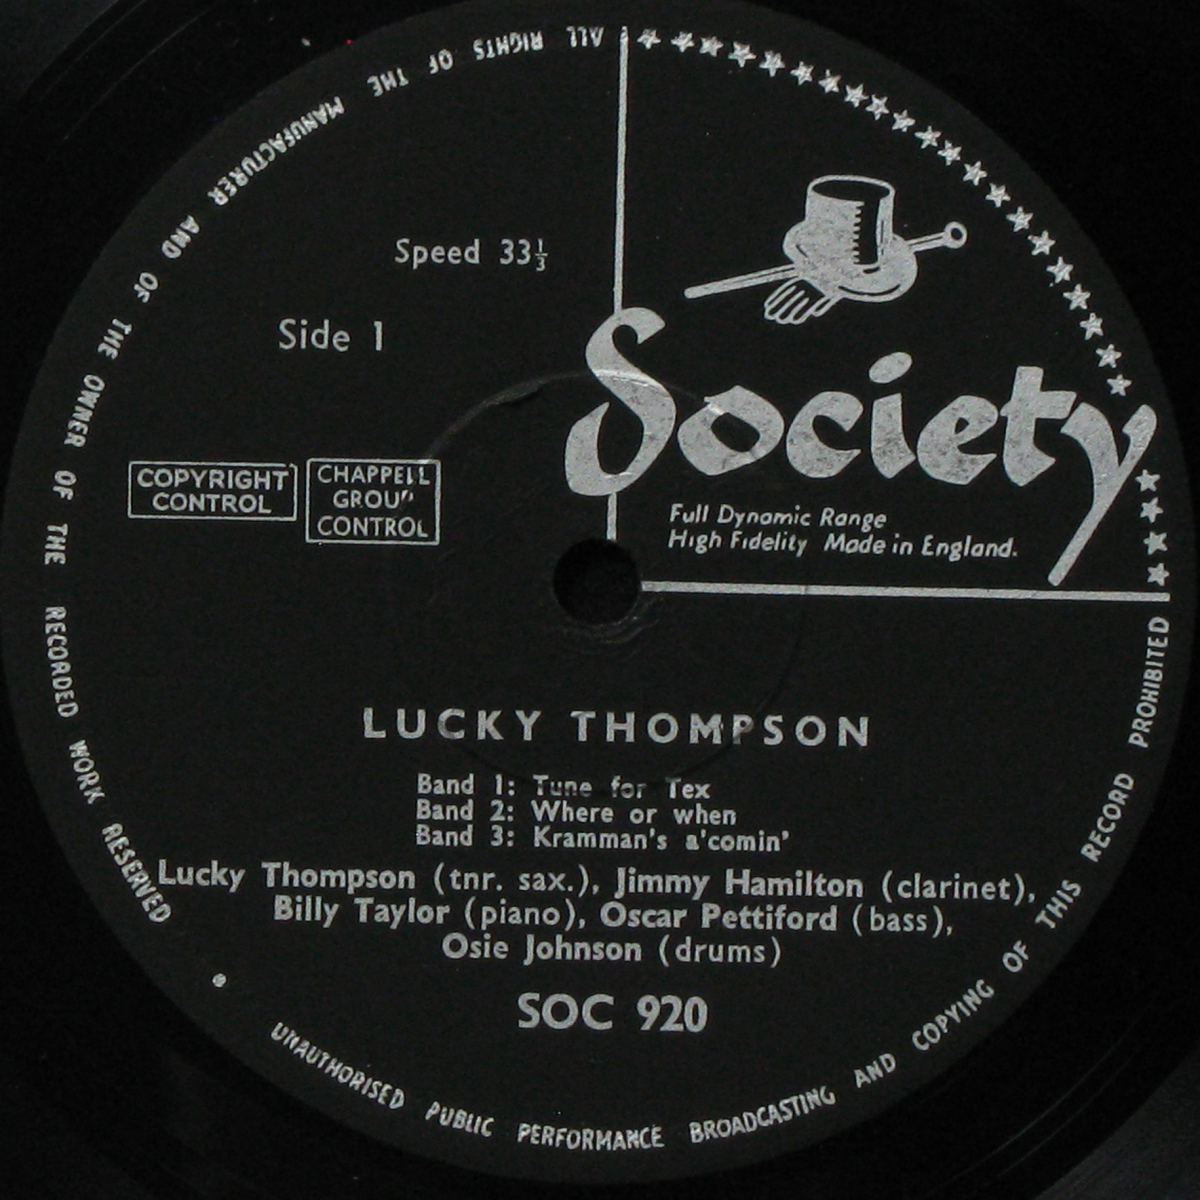 ALL RIGHTS OF THE MANUFACTURER AND OF THE OWNER OF THE RECORDED WORK RESERVED
Speed 33⅓
Side 1
Society
COPYRIGHT
CONTROL
CHAPPELL
GROUP
CONTROL
Full Dynamic Range
High Fidelity Made in England.
LUCKY THOMPSON
Band 1: Tune for Tex
Band 2: Where or when
Band 3: Kramman's a'comin'
Lucky Thompson (tnr. sax.), Jimmy Hamilton (clarinet),
Billy Taylor (piano), Oscar Pettiford (bass),
Osie Johnson (drums)
SOC 920
UNAUTHORISED PUBLIC PERFORMANCE BROADCASTING AND COPYING OF THIS RECORD PROHIBITED